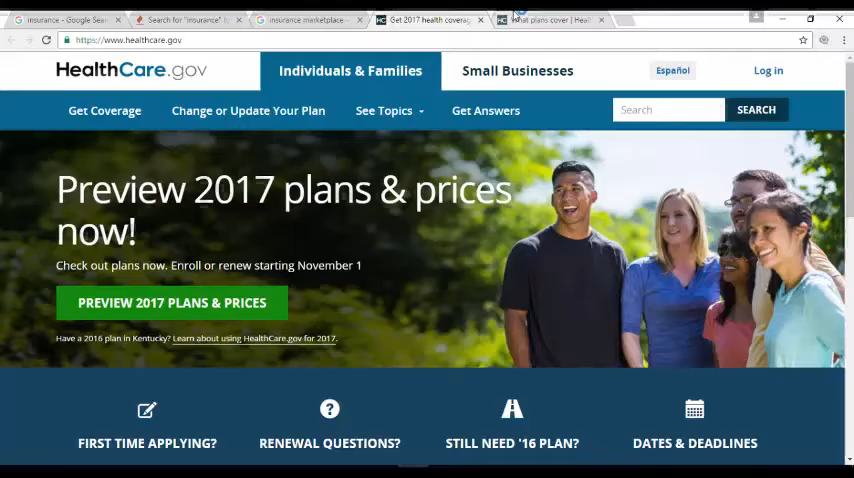 insurance - Google Sear
Search for "insurance"
insurance marketplace -
Get 2017 health coverag
What plans cover | Heal
https://www.healthcare.gov
HealthCare.gov
Individuals & Families
Small Businesses
Español
Log in
Get Coverage
Change or Update Your Plan
See Topics
Get Answers
Search
SEARCH
Preview 2017 plans & prices
now!
Check out plans now. Enroll or renew starting November 1
PREVIEW 2017 PLANS & PRICES
Have a 2016 plan in Kentucky? Learn about using HealthCare.gov for 2017.
FIRST TIME APPLYING?
RENEWAL QUESTIONS?
STILL NEED '16 PLAN?
DATES & DEADLINES